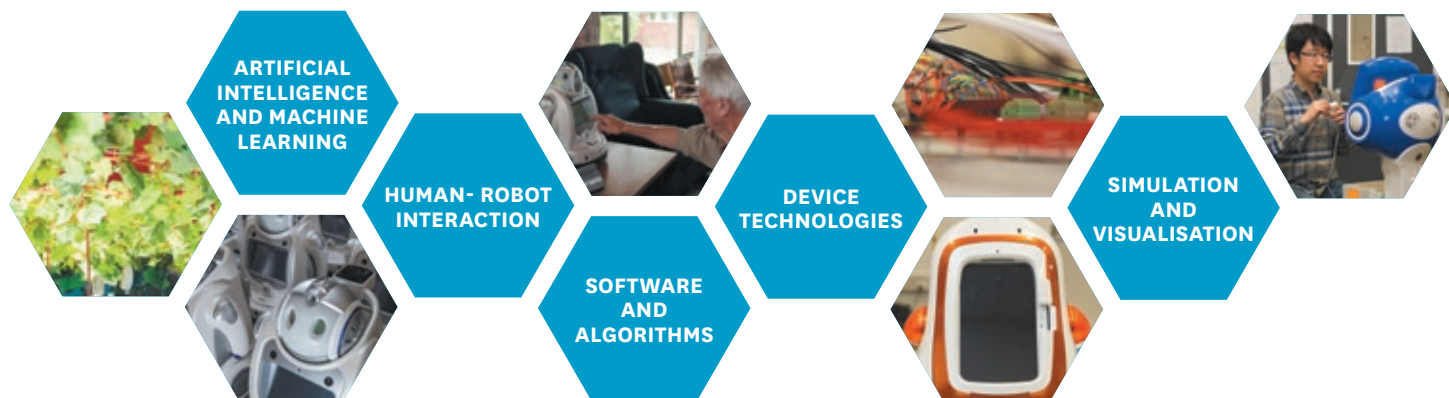 ARTIFICIAL
INTELLIGENCE
AND MACHINE
LEARNING
HUMAN- ROBOT
INTERACTION
SOFTWARE
AND
ALGORITHMS
DEVICE
TECHNOLOGIES
SIMULATION
AND
VISUALISATION